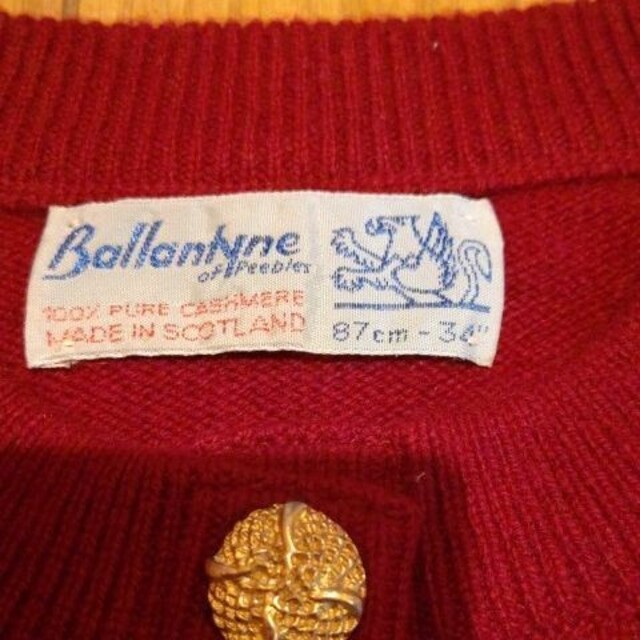 Ballantyne
of Peebles
100% PURE CASHMERE
MADE IN SCOTLAND
87cm - 34"